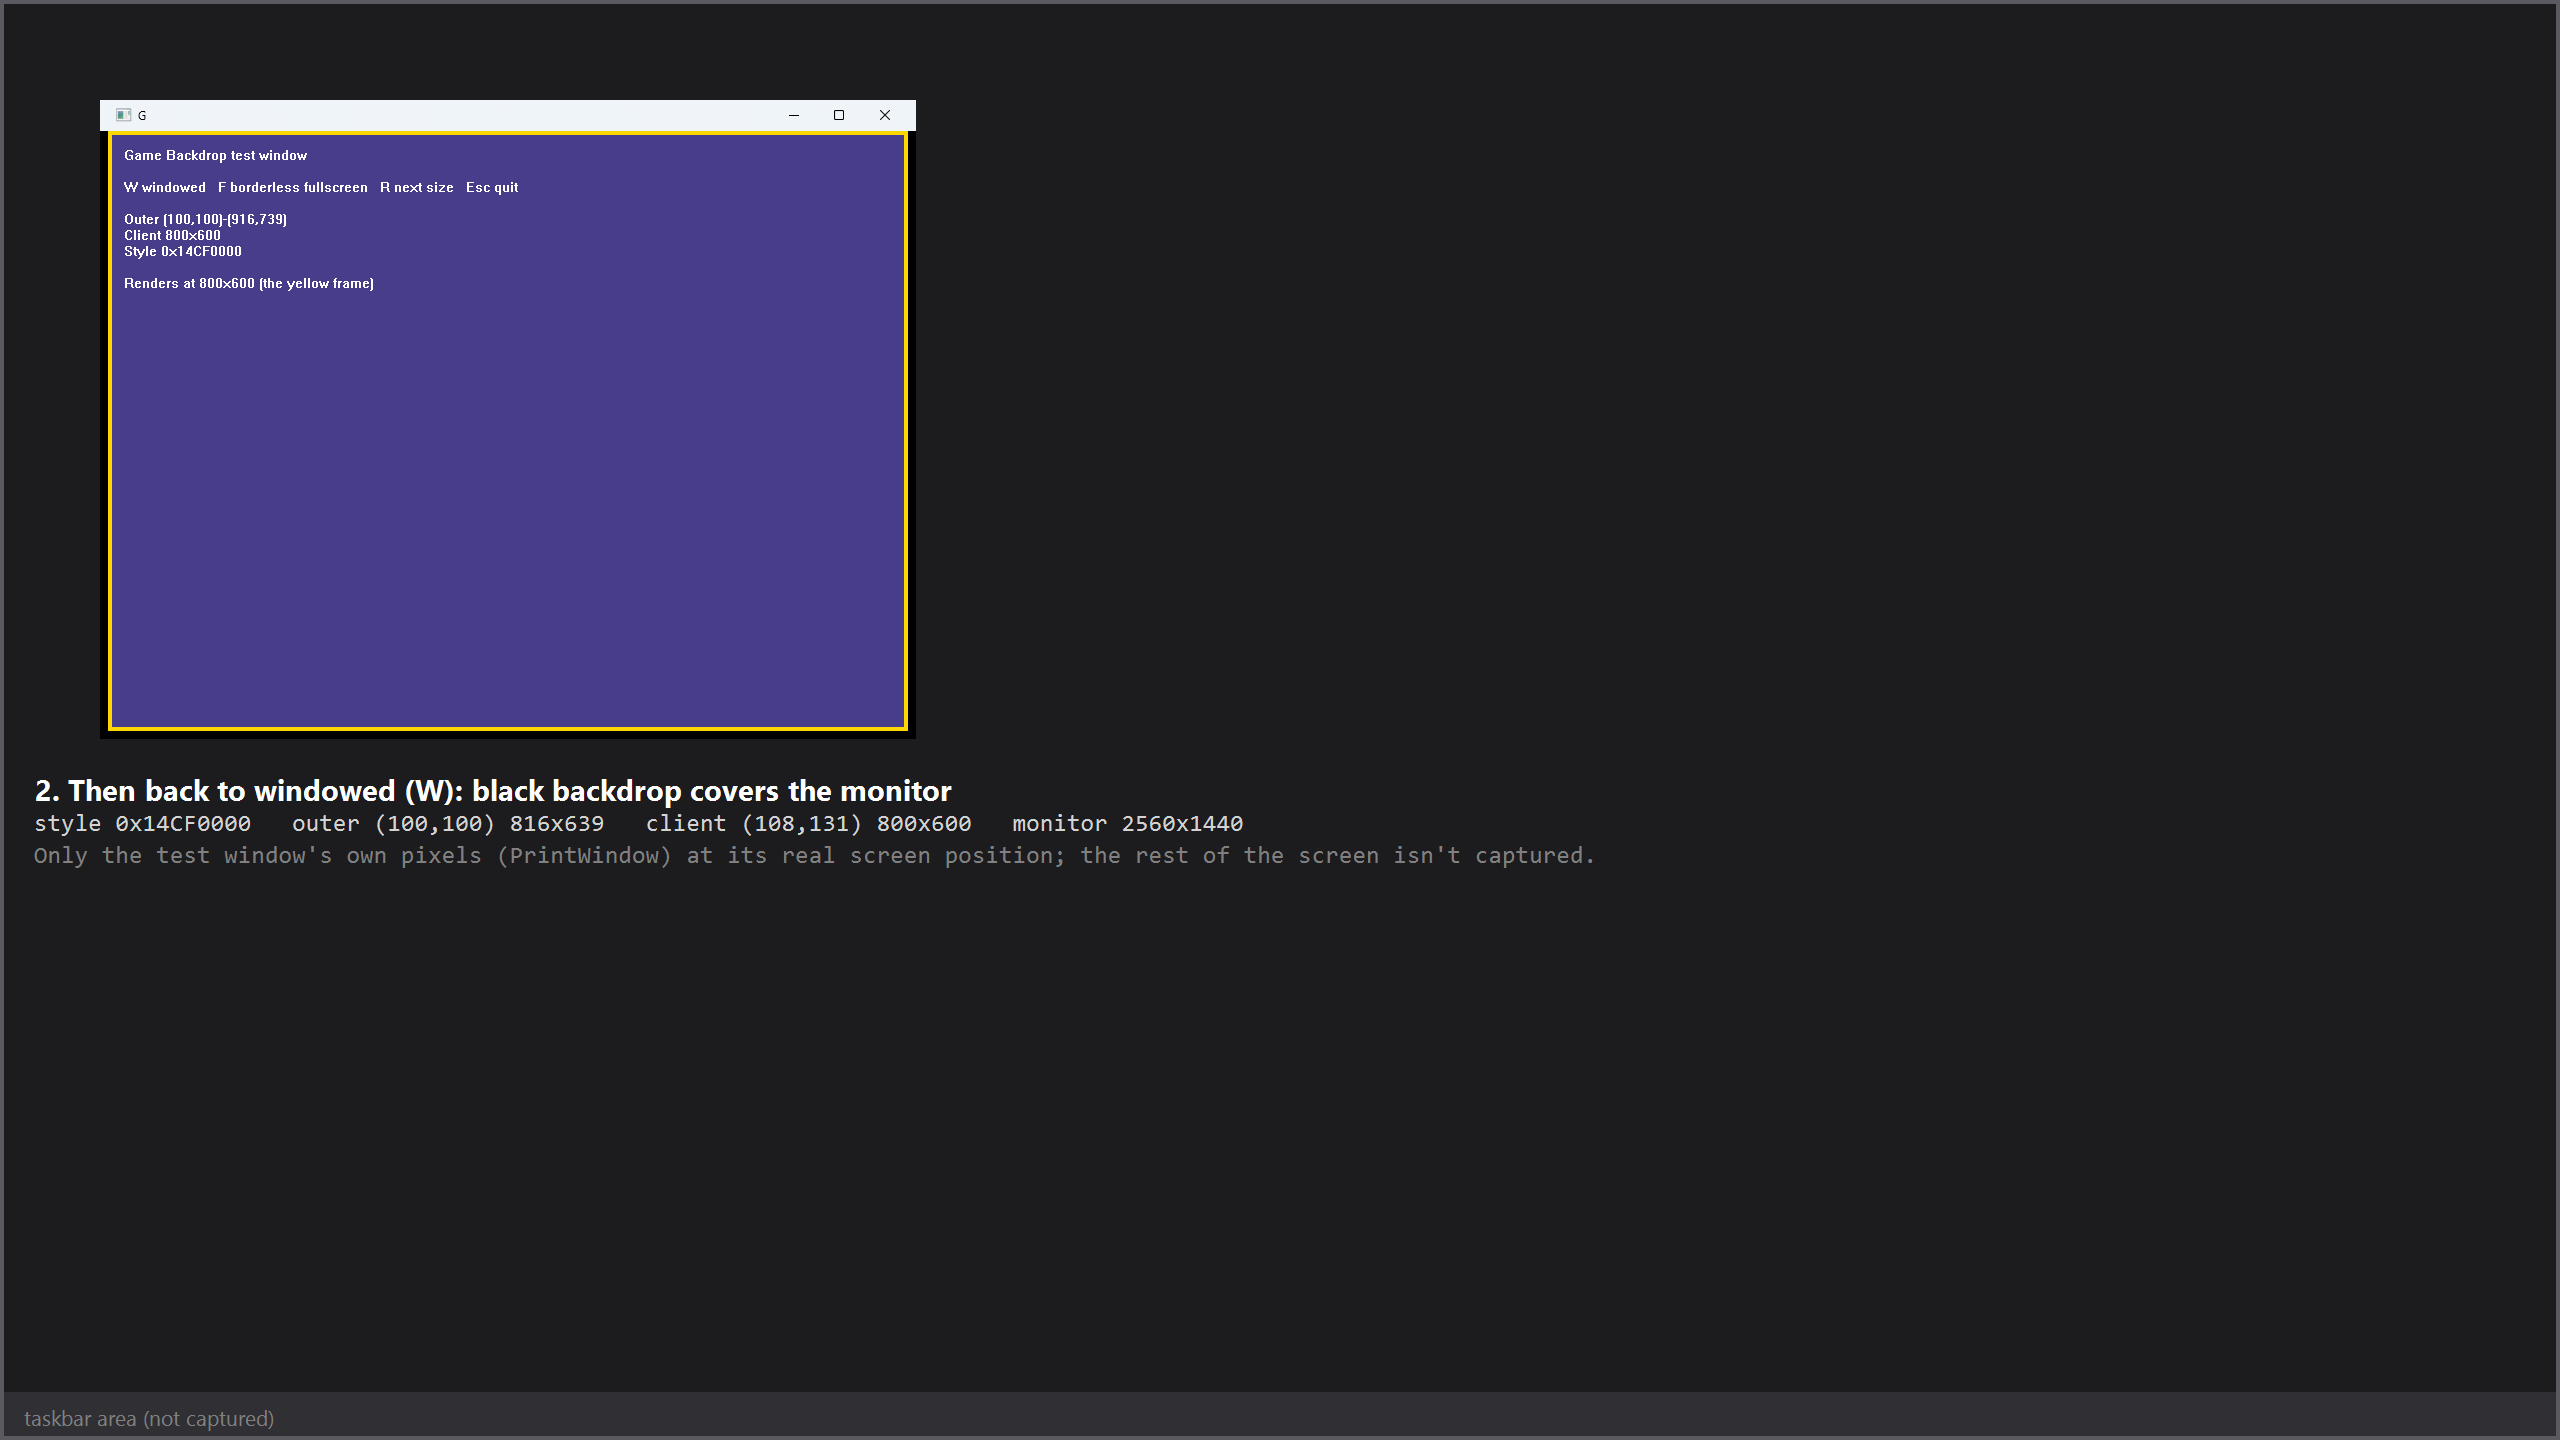 G
Game Backdrop test window
W windowed   F borderless fullscreen   R next size   Esc quit
Outer (100,100)-(916,739)
Client 800x600
Style 0x14CF0000
Renders at 800x600 (the yellow frame)
2. Then back to windowed (W): black backdrop covers the monitor
style 0x14CF0000   outer (100,100) 816x639   client (108,131) 800x600   monitor 2560x1440
Only the test window's own pixels (PrintWindow) at its real screen position; the rest of the screen isn't captured.
taskbar area (not captured)